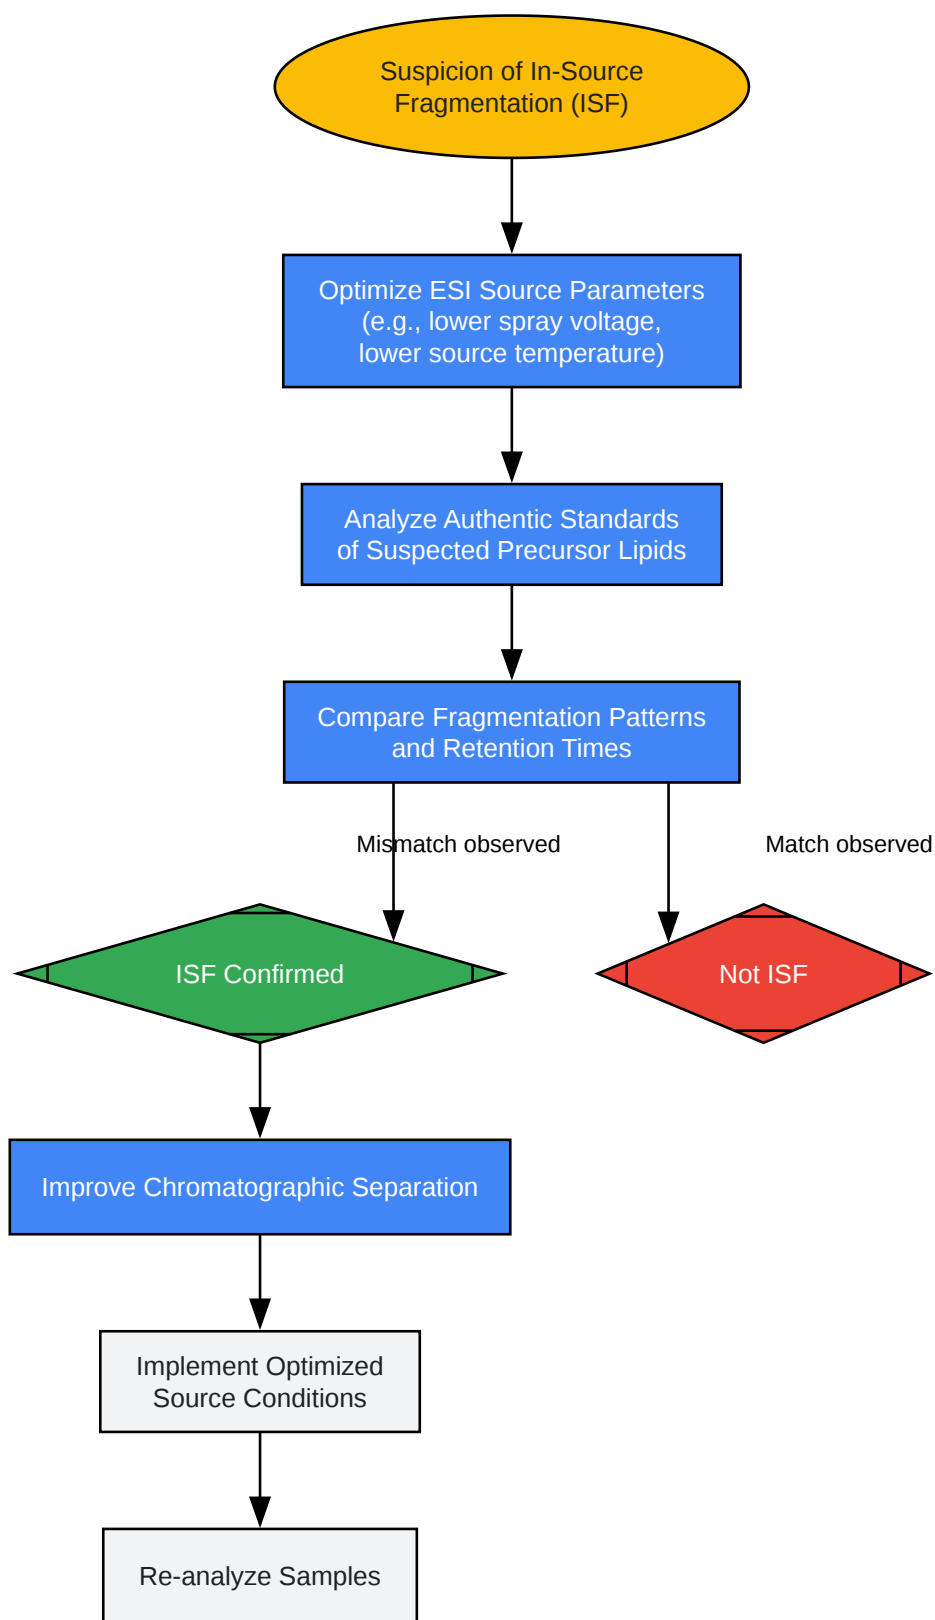 Suspicion of In-Source
Fragmentation (ISF)
Optimize ESI Source Parameters
(e.g., lower spray voltage,
lower source temperature)
Analyze Authentic Standards
of Suspected Precursor Lipids
Compare Fragmentation Patterns
and Retention Times
Mismatch observed
Match observed
ISF Confirmed
Not ISF
Improve Chromatographic Separation
Implement Optimized
Source Conditions
Re-analyze Samples